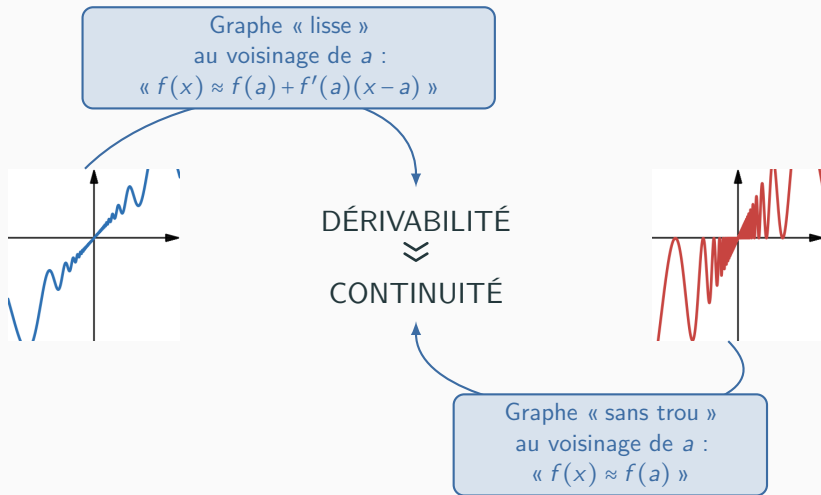 Graphe « lisse »
au voisinage de a :
« f(x) ≈ f(a)+f′(a)(x−a) »
DÉRIVABILITÉ
CONTINUITÉ
Graphe « sans trou »
au voisinage de a :
« f(x) ≈ f(a) »